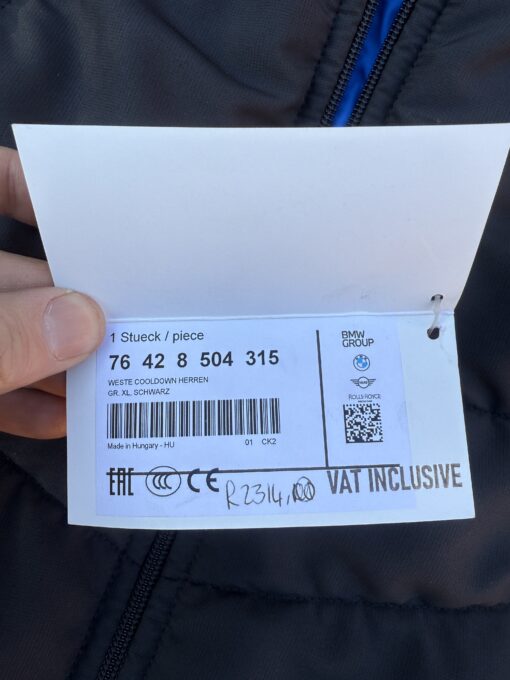 1 Stueck / piece
76 42 8 504 315
WESTE COOLDOWN HERREN
GR. XL, SCHWARZ
Made in Hungary - HU 01 CK2
BMW
GROUP
ROLLS-ROYCE
EAC CCC CE
R2314,00
VAT INCLUSIVE